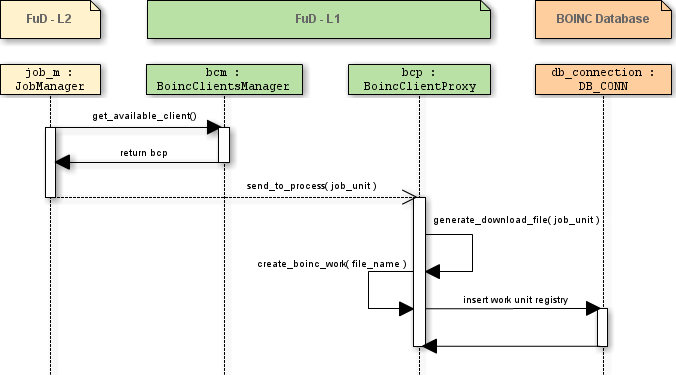 FuD - L2
FuD - L1
BOINC Database
job_m :
JobManager
bcm :
BoincClientsManager
bcp :
BoincClientProxy
db_connection :
DB_CONN
get_available_client()
return bcp
send_to_process( job_unit )
generate_download_file( job_unit )
create_boinc_work( file_name )
insert work unit registry